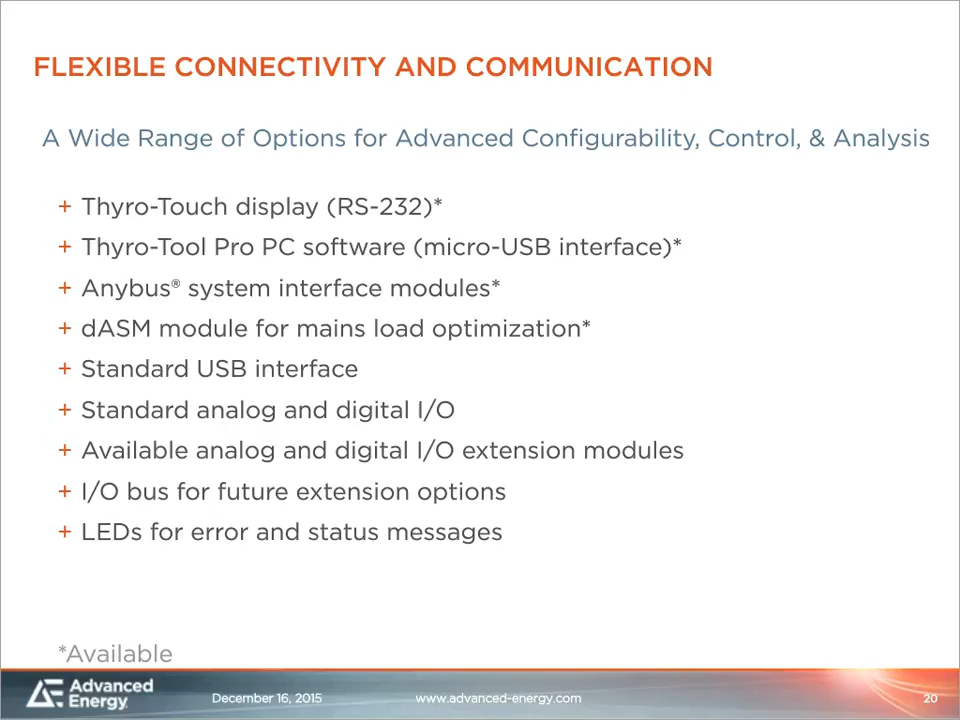 FLEXIBLE CONNECTIVITY AND COMMUNICATION
A Wide Range of Options for Advanced Configurability, Control, & Analysis
+ Thyro-Touch display (RS-232)*
+ Thyro-Tool Pro PC software (micro-USB interface)*
+ Anybus® system interface modules*
+ dASM module for mains load optimization*
+ Standard USB interface
+ Standard analog and digital I/O
+ Available analog and digital I/O extension modules
+ I/O bus for future extension options
+ LEDs for error and status messages
*Available
Advanced
Energy
December 16, 2015
www.advanced-energy.com
20